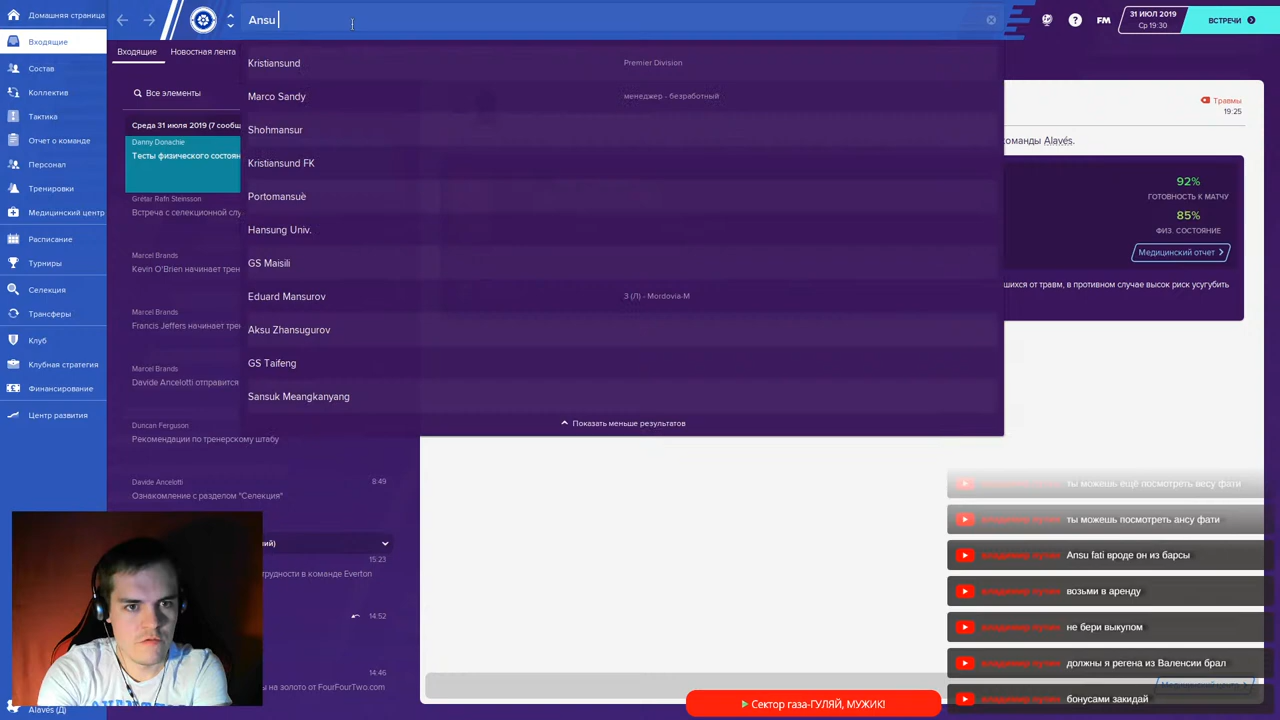 Домашняя страница
Входящие
Состав
Коллектив
Тактика
Отчет о команде
Персонал
Тренировки
Медицинский центр
Расписание
Турниры
Селекция
Трансферы
Клуб
Клубная стратегия
Финансирование
Центр развития
Alavés (Д)
Ansu
31 ИЮЛ 2019
Ср 19:30
ВСТРЕЧИ
FM
Входящие
Новостная лента
Все элементы
Среда 31 июля 2019 (7 сообщ
Danny Donachie
Тесты физического состоян
Grétar Rafn Steinsson
Встреча с селекционной слу
Marcel Brands
Kevin O'Brien начинает трен
Marcel Brands
Francis Jeffers начинает трен
Marcel Brands
Davide Ancelotti отправится
Duncan Ferguson
Рекомендации по тренерскому штабу
Davide Ancelotti
8:49
Ознакомление с разделом "Селекция"
15:23
трудности в команде Everton
14:52
14:46
ы на золото от FourFourTwo.com
Kristiansund
Premier Division
Marco Sandy
менеджер - безработный
Shohmansur
Kristiansund FK
Portomansuè
Hansung Univ.
GS Maisili
Eduard Mansurov
З (Л) - Mordovia-M
Aksu Zhansugurov
GS Taifeng
Sansuk Meangkanyang
Показать меньше результатов
Травмы
19:25
команды Alavés.
92%
ГОТОВНОСТЬ К МАТЧУ
85%
ФИЗ. СОСТОЯНИЕ
Медицинский отчет
шихся от травм, в противном случае высок риск усугубить
ты можешь ещё посмотреть весу фати
ты можешь посмотреть ансу фати
Ansu fati вроде он из барсы
возьми в аренду
не бери выкупом
должны я регена из Валенсии брал
бонусами закидай
Медицинский центр
Сектор газа-ГУЛЯЙ, МУЖИК!